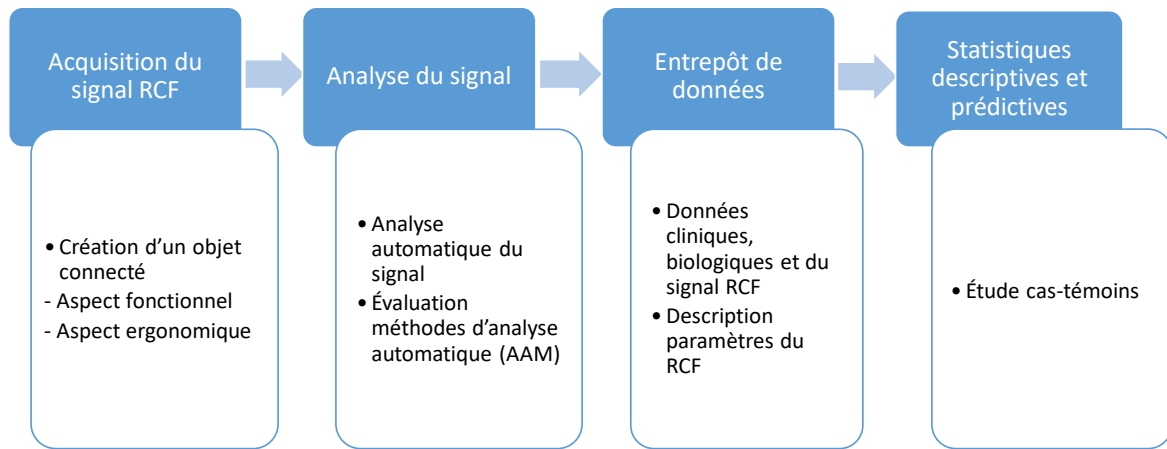 Acquisition du
signal RCF
• Création d'un objet
connecté
- Aspect fonctionnel
- Aspect ergonomique
Analyse du signal
• Analyse
automatique du
signal
• Évaluation
méthodes d'analyse
automatique (AAM)
Entrepôt de
données
• Données
cliniques,
biologiques et du
signal RCF
• Description
paramètres du
RCF
Statistiques
descriptives et
prédictives
• Étude cas-témoins